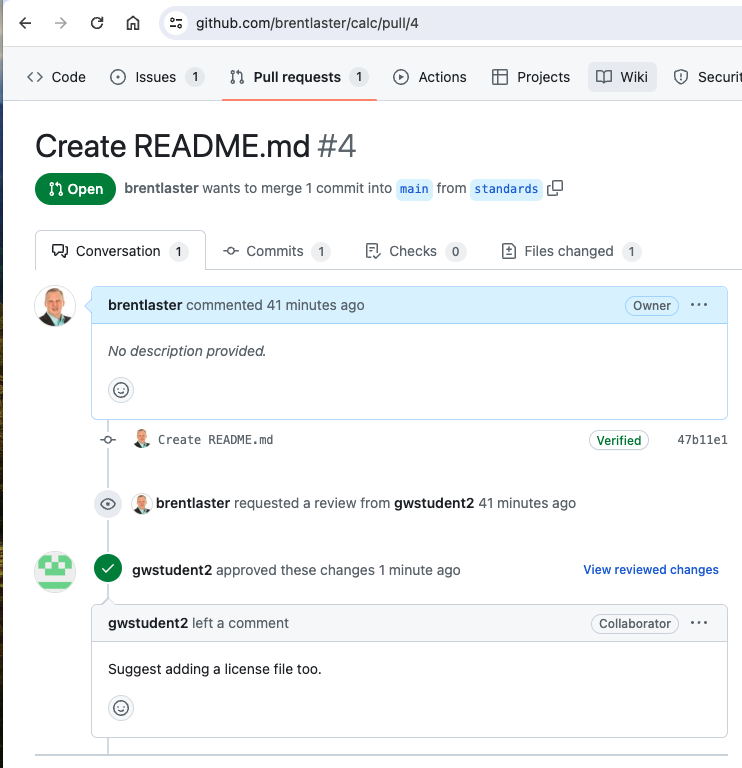 github.com/brentlaster/calc/pull/4
Code Issues 1 Pull requests 1 Actions Projects Wiki Securit
Create README.md #4
Open brentlaster wants to merge 1 commit into main from standards
Conversation 1 Commits 1 Checks 0 Files changed 1
brentlaster commented 41 minutes ago Owner
No description provided.
Create README.md Verified 47b11e1
brentlaster requested a review from gwstudent2 41 minutes ago
gwstudent2 approved these changes 1 minute ago View reviewed changes
gwstudent2 left a comment Collaborator
Suggest adding a license file too.